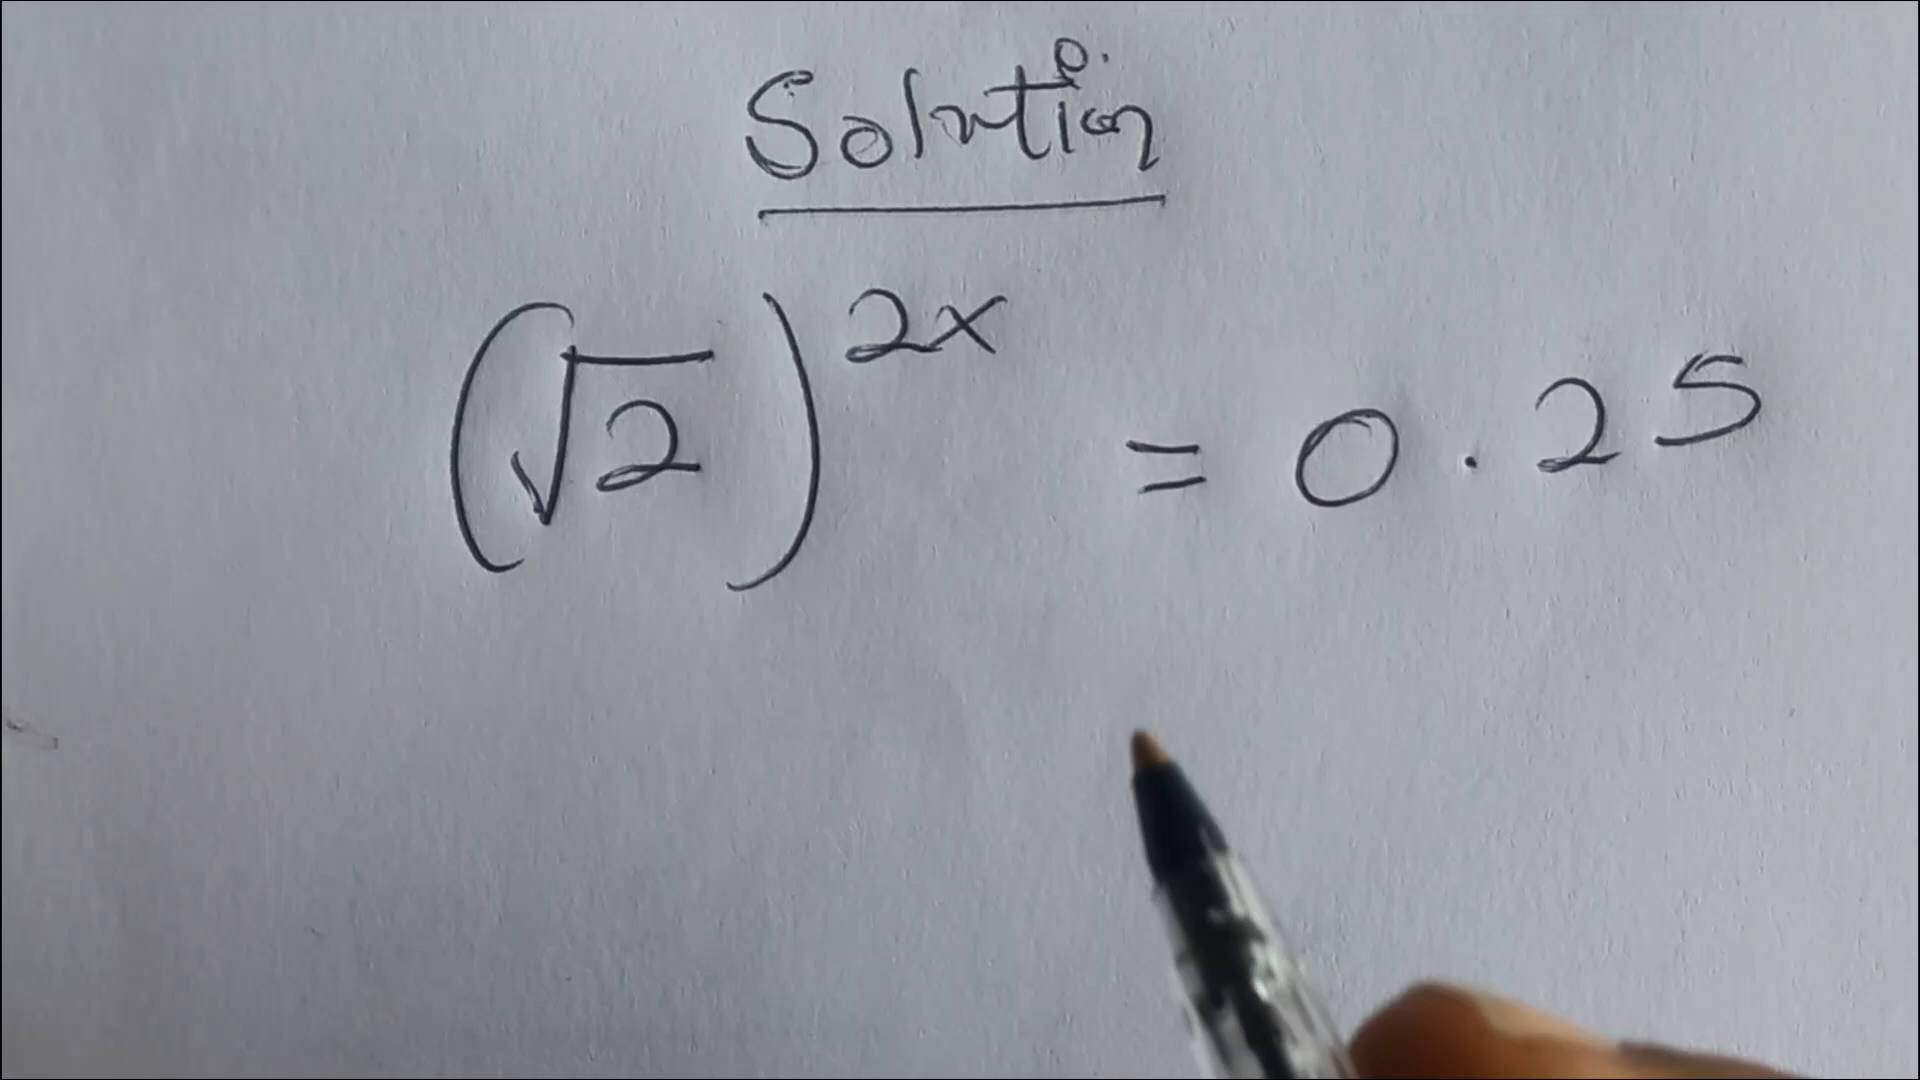 Solution
(√2)^2x = 0.25